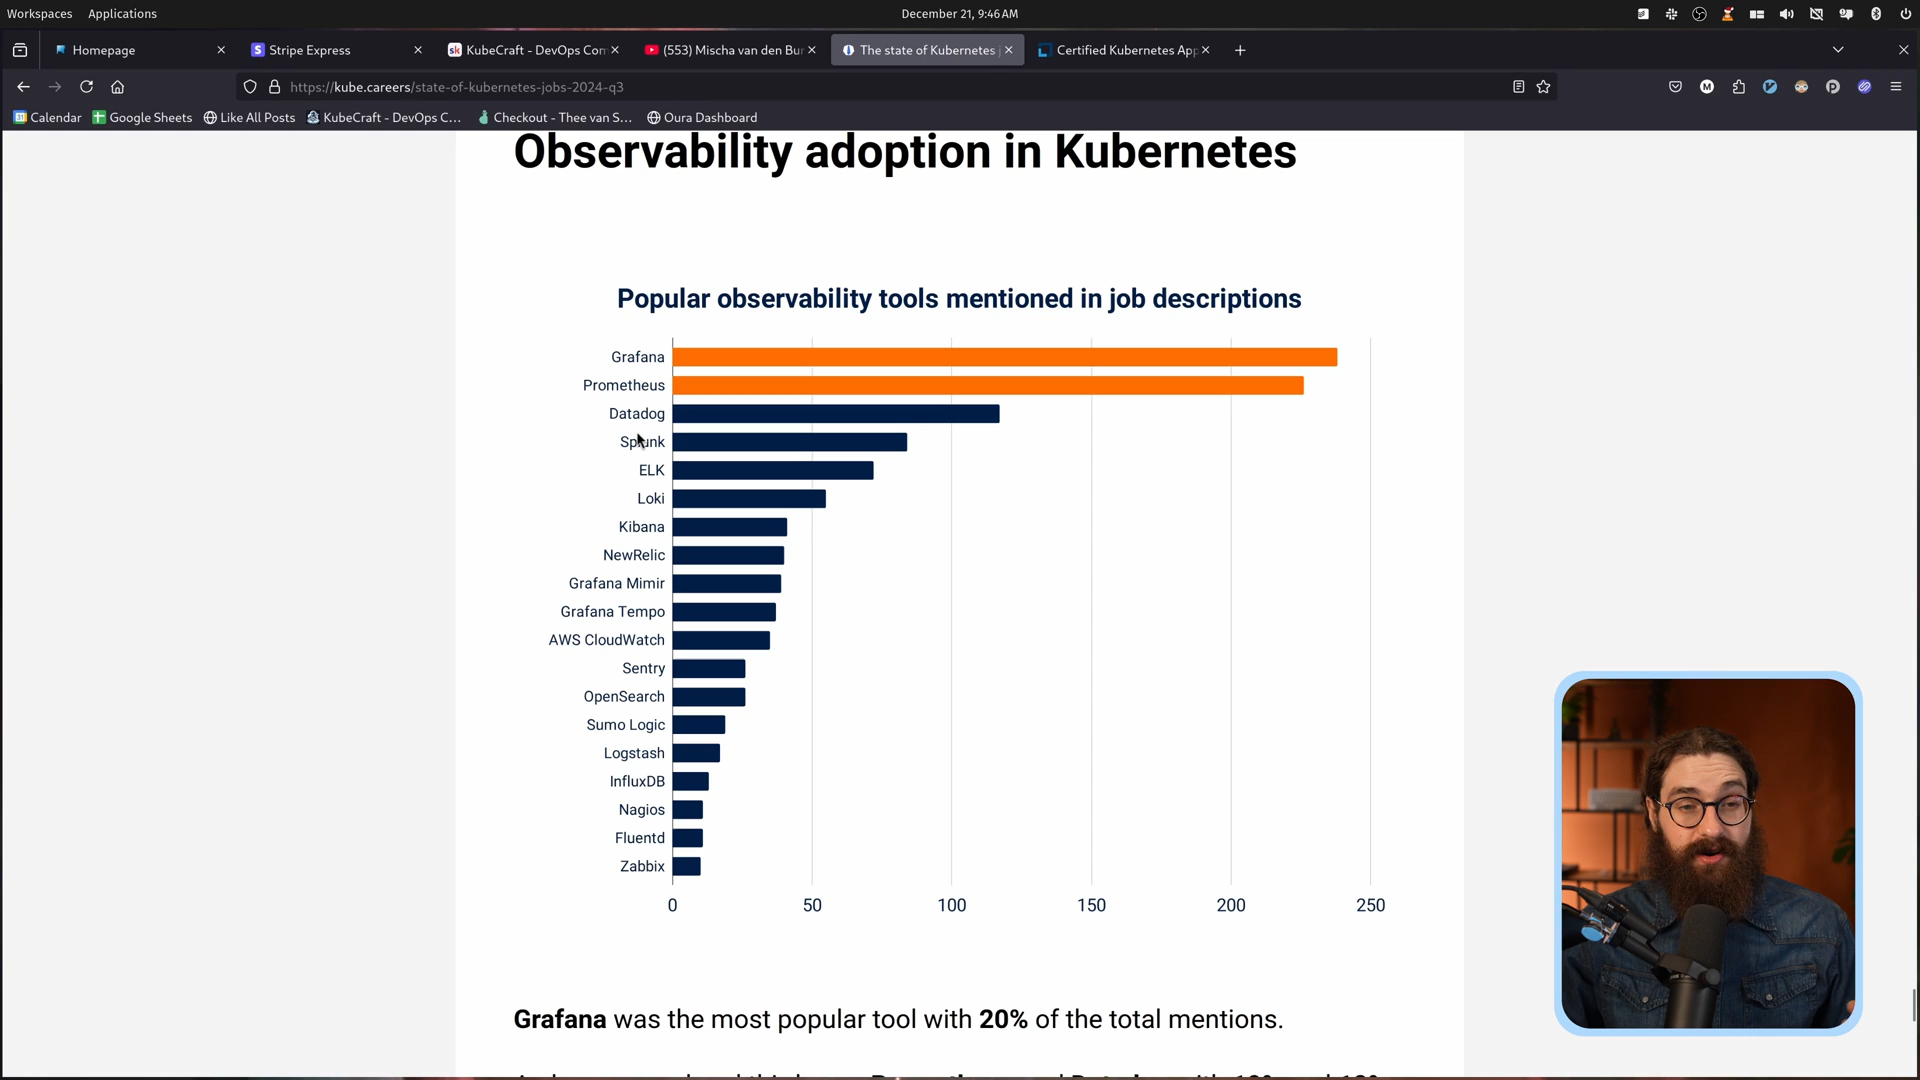 Workspaces Applications December 21, 9:46 AM
Homepage Stripe Express KubeCraft - DevOps Con (553) Mischa van den Bur The state of Kubernetes Certified Kubernetes App
https://kube.careers/state-of-kubernetes-jobs-2024-q3
Calendar Google Sheets Like All Posts KubeCraft - DevOps C... Checkout - Thee van S... Oura Dashboard
Observability adoption in Kubernetes
Popular observability tools mentioned in job descriptions
Grafana
Prometheus
Datadog
Splunk
ELK
Loki
Kibana
NewRelic
Grafana Mimir
Grafana Tempo
AWS CloudWatch
Sentry
OpenSearch
Sumo Logic
Logstash
InfluxDB
Nagios
Fluentd
Zabbix
0 50 100 150 200 250
Grafana was the most popular tool with 20% of the total mentions.